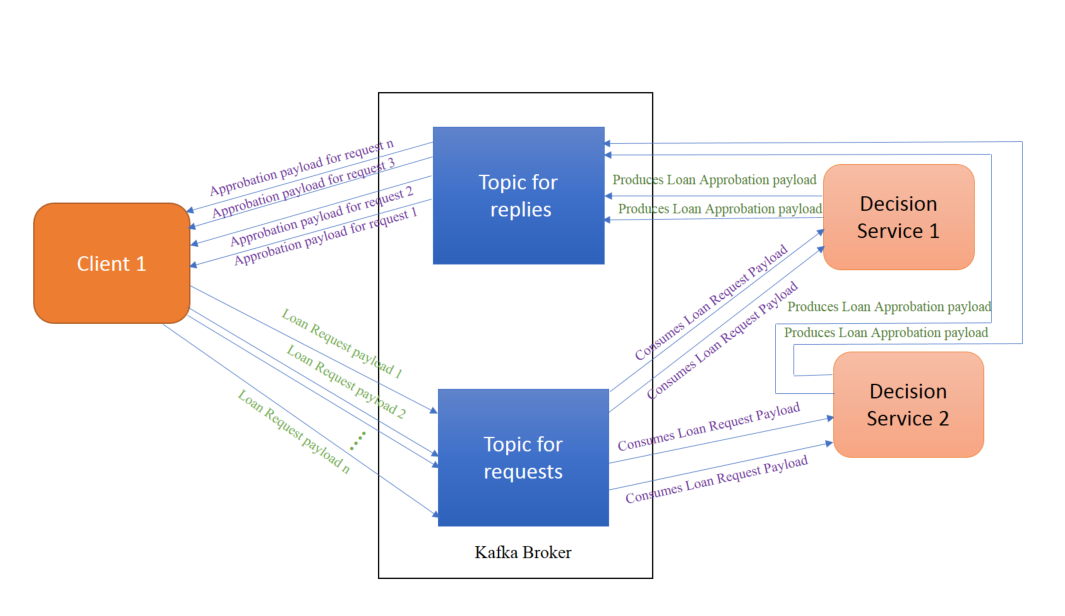 Approbation payload for request n
Approbation payload for request 3
Approbation payload for request 2
Approbation payload for request 1
Topic for
replies
Produces Loan Approbation payload
Produces Loan Approbation payload
Decision
Service 1
Client 1
Consumes Loan Request Payload
Consumes Loan Request Payload
Produces Loan Approbation payload
Produces Loan Approbation payload
Loan Request payload 1
Loan Request payload 2
Loan Request payload n
Topic for
requests
Consumes Loan Request Payload
Consumes Loan Request Payload
Decision
Service 2
Kafka Broker